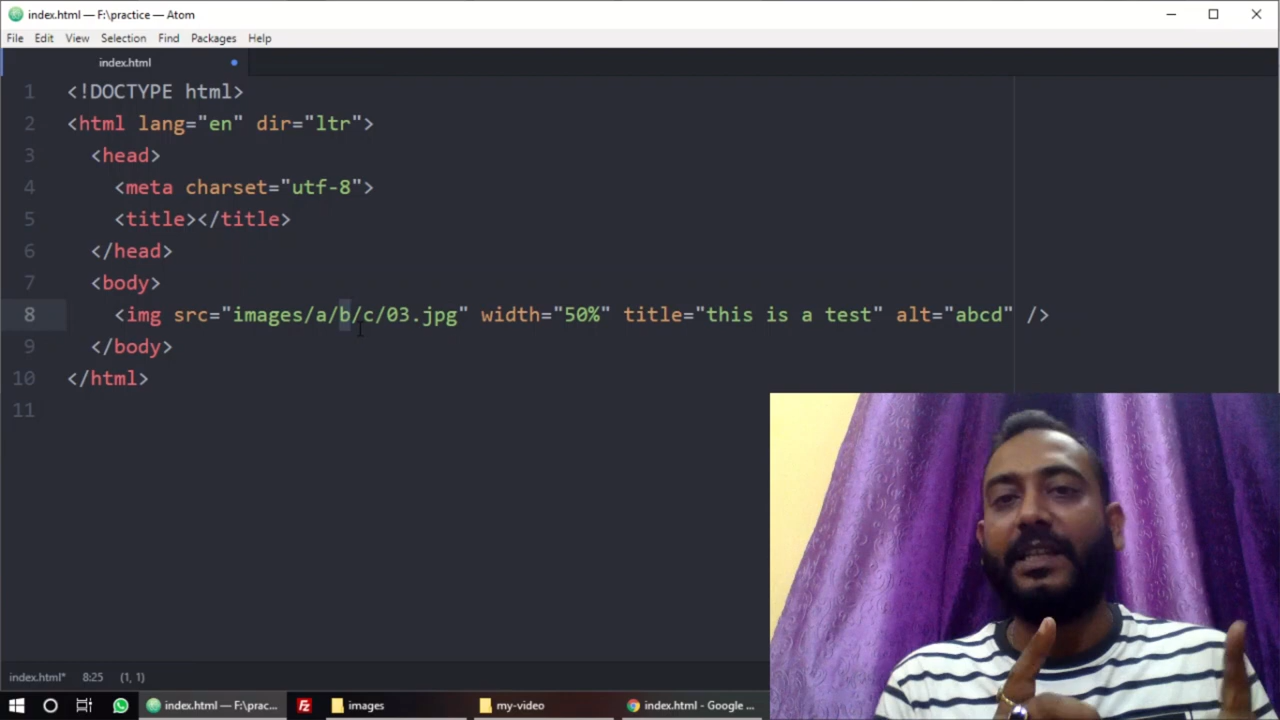 index.html — F:\practice — Atom
File Edit View Selection Find Packages Help
index.html
1 <!DOCTYPE html>
2 <html lang="en" dir="ltr">
3 <head>
4 <meta charset="utf-8">
5 <title></title>
6 </head>
7 <body>
8 <img src="images/a/b/c/03.jpg" width="50%" title="this is a test" alt="abcd" />
9 </body>
10 </html>
11
index.html* 8:25 (1, 1)
index.html — F:\prac... Fz images my-video index.html - Google ...